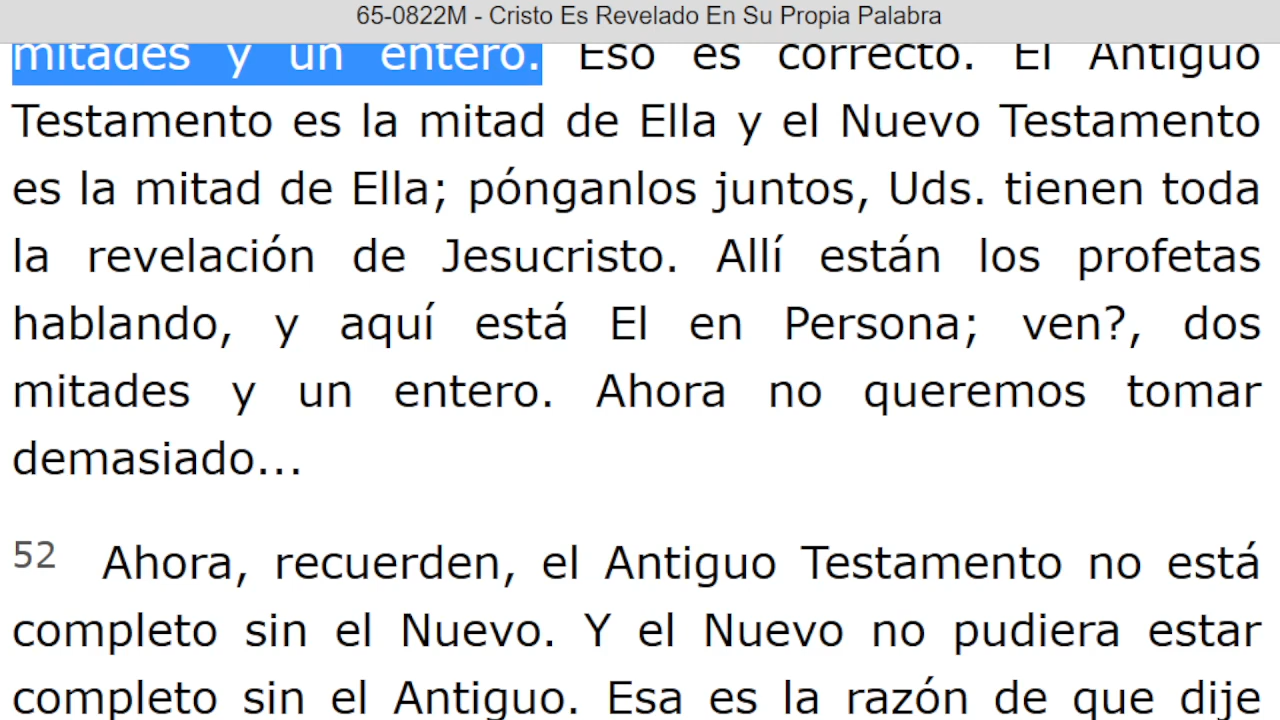 65-0822M - Cristo Es Revelado En Su Propia Palabra
mitades y un entero. Eso es correcto. El Antiguo
Testamento es la mitad de Ella y el Nuevo Testamento
es la mitad de Ella; pónganlos juntos, Uds. tienen toda
la revelación de Jesucristo. Allí están los profetas
hablando, y aquí está El en Persona; ven?, dos
mitades y un entero. Ahora no queremos tomar
demasiado...
52 Ahora, recuerden, el Antiguo Testamento no está
completo sin el Nuevo. Y el Nuevo no pudiera estar
completo sin el Antiguo. Esa es la razón de que dije